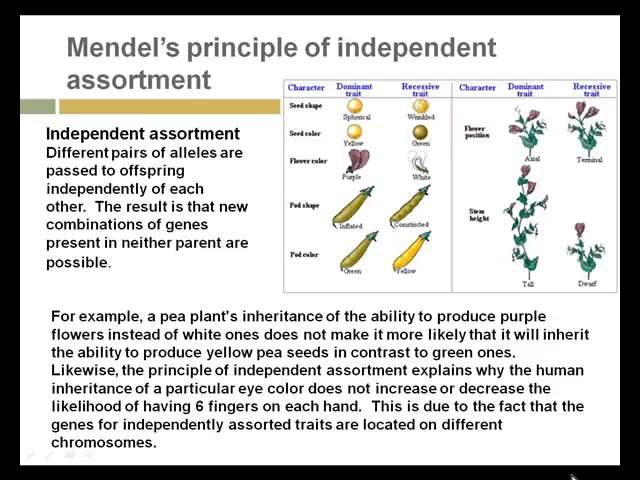 Mendel's principle of independent
assortment
Independent assortment
Different pairs of alleles are
passed to offspring
independently of each
other.  The result is that new
combinations of genes
present in neither parent are
possible.
Character Dominant trait Recessive trait
Seed shape Spherical Wrinkled
Seed color Yellow Green
Flower color Purple White
Pod shape Inflated Constricted
Pod color Green Yellow
Character Dominant trait Recessive trait
Flower position Axial Terminal
Stem height Tall Dwarf
For example, a pea plant's inheritance of the ability to produce purple
flowers instead of white ones does not make it more likely that it will inherit
the ability to produce yellow pea seeds in contrast to green ones.
Likewise, the principle of independent assortment explains why the human
inheritance of a particular eye color does not increase or decrease the
likelihood of having 6 fingers on each hand.  This is due to the fact that the
genes for independently assorted traits are located on different
chromosomes.